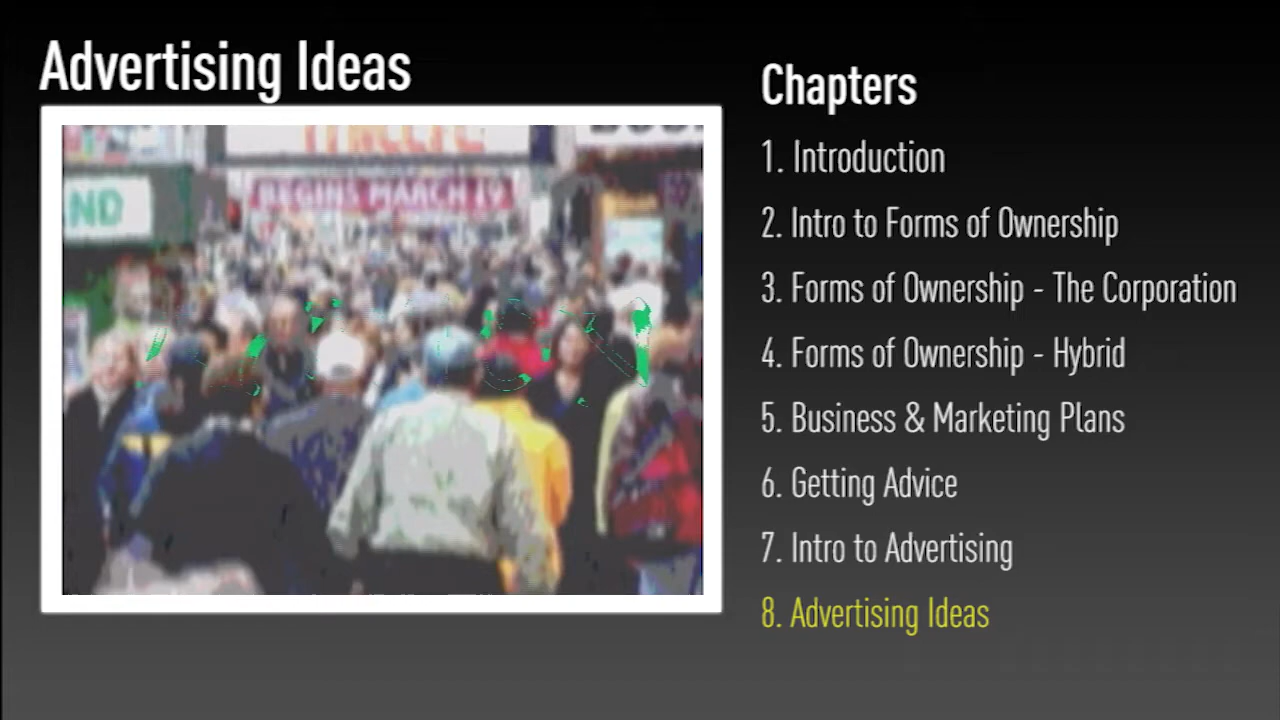 Advertising Ideas
ND
BEGINS MARCH 19
Chapters
1. Introduction
2. Intro to Forms of Ownership
3. Forms of Ownership - The Corporation
4. Forms of Ownership - Hybrid
5. Business & Marketing Plans
6. Getting Advice
7. Intro to Advertising
8. Advertising Ideas